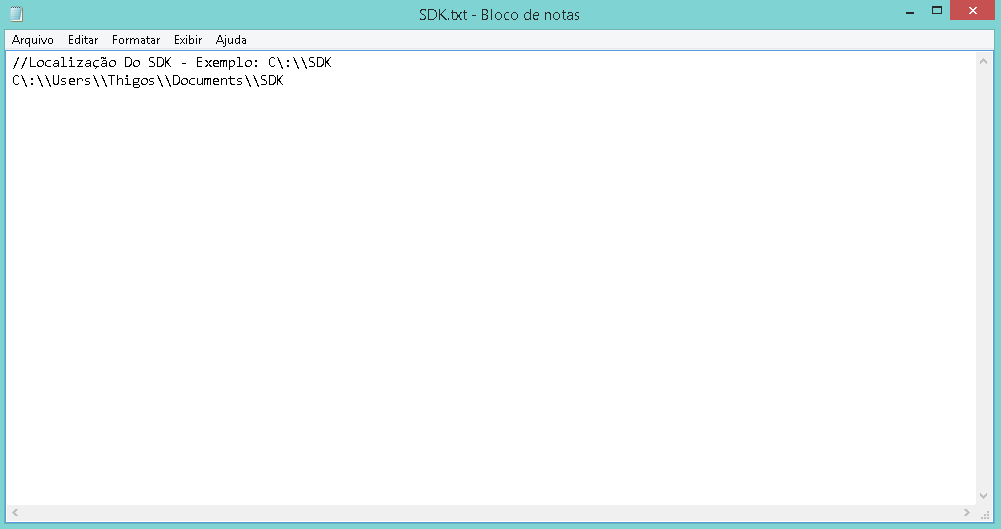 SDK.txt - Bloco de notas
Arquivo Editar Formatar Exibir Ajuda
//Localização Do SDK - Exemplo: C\:\\SDK
C\:\\Users\\Thigos\\Documents\\SDK